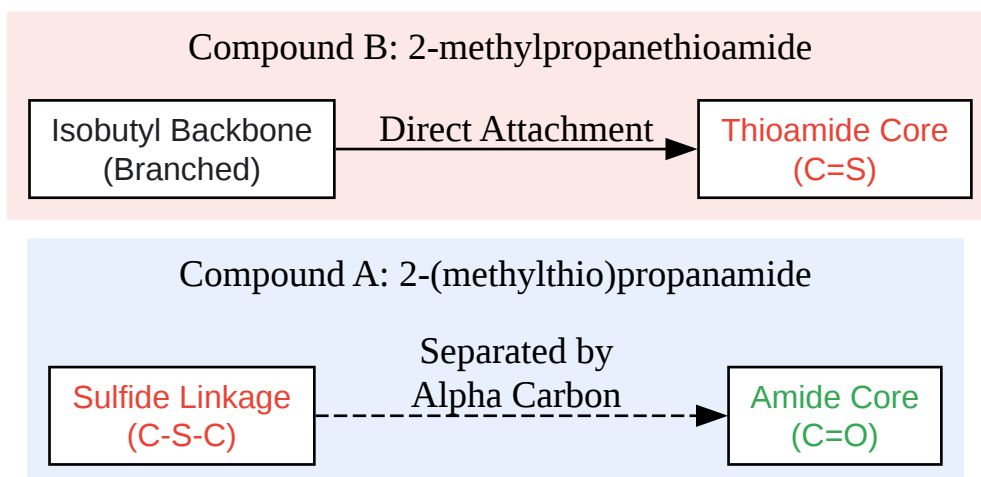 Compound B: 2-methylpropanethioamide
Isobutyl Backbone
(Branched)
Direct Attachment
Thioamide Core
(C=S)
Compound A: 2-(methylthio)propanamide
Sulfide Linkage
(C-S-C)
Separated by
Alpha Carbon
Amide Core
(C=O)